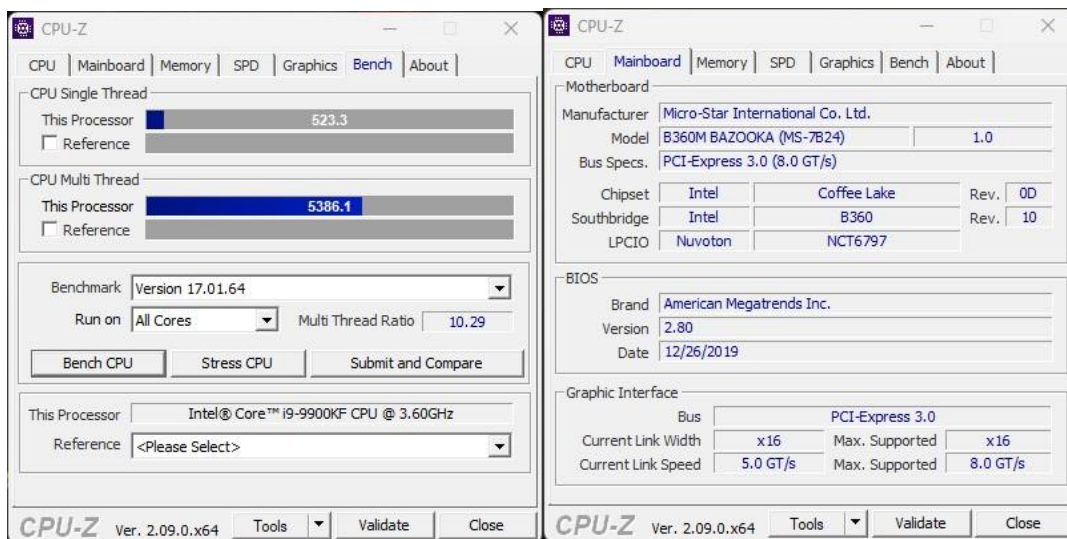 CPU-Z
CPU Mainboard Memory SPD Graphics Bench About
CPU Single Thread
This Processor 523.3
Reference
CPU Multi Thread
This Processor 5386.1
Reference
Benchmark Version 17.01.64
Run on All Cores Multi Thread Ratio 10.29
Bench CPU Stress CPU Submit and Compare
This Processor Intel® Core™ i9-9900KF CPU @ 3.60GHz
Reference <Please Select>
CPU-Z Ver. 2.09.0.x64 Tools Validate Close
CPU-Z
CPU Mainboard Memory SPD Graphics Bench About
Motherboard
Manufacturer Micro-Star International Co. Ltd.
Model B360M BAZOOKA (MS-7B24) 1.0
Bus Specs. PCI-Express 3.0 (8.0 GT/s)
Chipset Intel Coffee Lake Rev. 0D
Southbridge Intel B360 Rev. 10
LPCIO Nuvoton NCT6797
BIOS
Brand American Megatrends Inc.
Version 2.80
Date 12/26/2019
Graphic Interface
Bus PCI-Express 3.0
Current Link Width x16 Max. Supported x16
Current Link Speed 5.0 GT/s Max. Supported 8.0 GT/s
CPU-Z Ver. 2.09.0.x64 Tools Validate Close